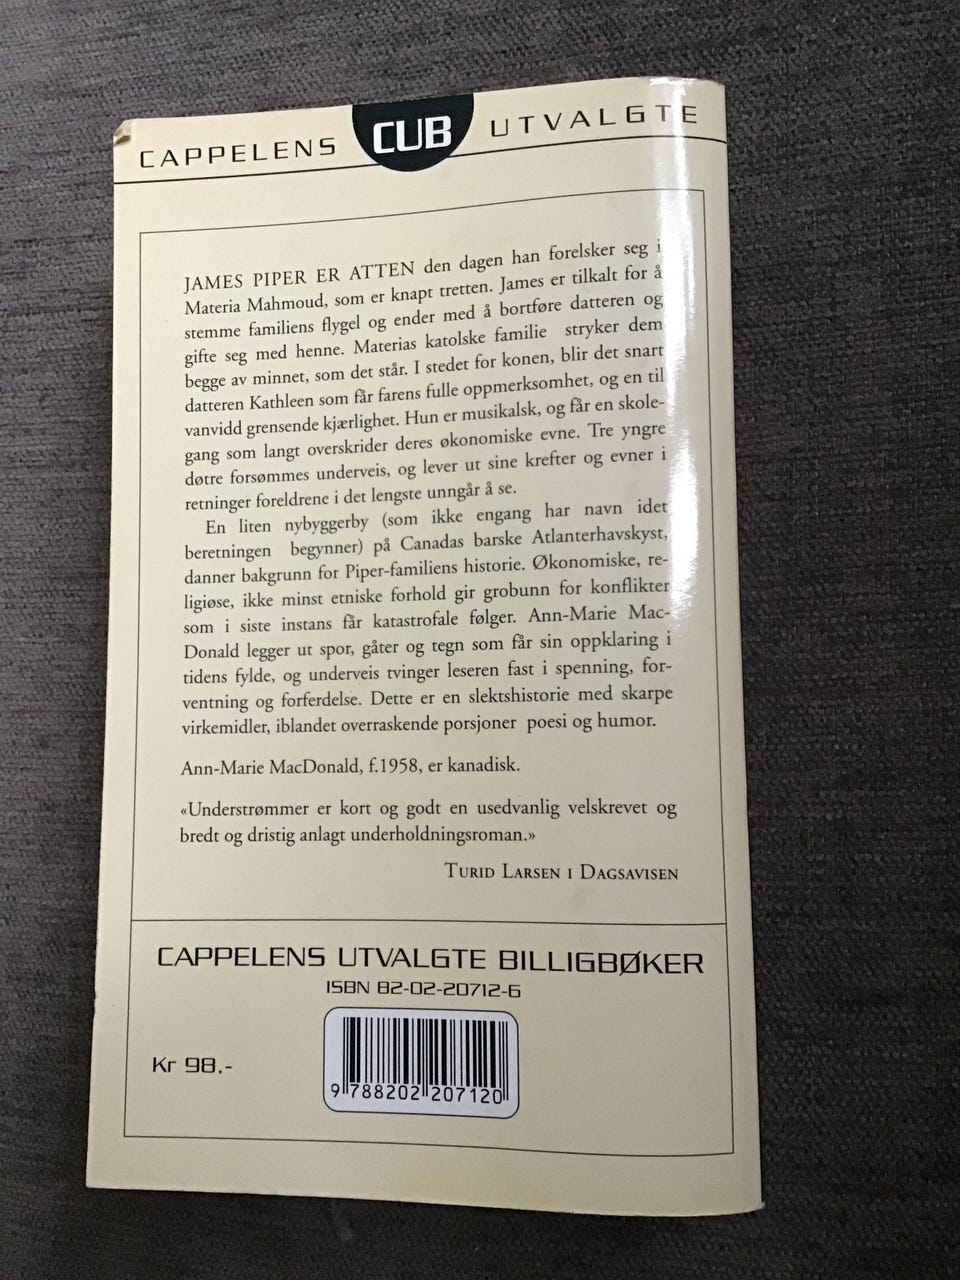 CAPPELENS CUB UTVALGTE
JAMES PIPER ER ATTEN den dagen han forelsker seg i
Materia Mahmoud, som er knapt tretten. James er tilkalt for å
stemme familiens flygel og ender med å bortføre datteren og
gifte seg med henne. Materias katolske familie stryker dem
begge av minnet, som det står. I stedet for konen, blir det snart
datteren Kathleen som får farens fulle oppmerksomhet, og en til
vanvidd grensende kjærlighet. Hun er musikalsk, og får en skole-
gang som langt overskrider deres økonomiske evne. Tre yngre
døtre forsømmes underveis, og lever ut sine krefter og evner i
retninger foreldrene i det lengste unngår å se.
En liten nybyggerby (som ikke engang har navn idet
beretningen begynner) på Canadas barske Atlanterhavskyst,
danner bakgrunn for Piper-familiens historie. Økonomiske, re-
ligiøse, ikke minst etniske forhold gir grobunn for konflikter
som i siste instans får katastrofale følger. Ann-Marie Mac-
Donald legger ut spor, gåter og tegn som får sin oppklaring i
tidens fylde, og underveis tvinger leseren fast i spenning, for-
ventning og forferdelse. Dette er en slektshistorie med skarpe
virkemidler, iblandet overraskende porsjoner poesi og humor.
Ann-Marie MacDonald, f.1958, er kanadisk.
«Understrømmer er kort og godt en usedvanlig velskrevet og
bredt og dristig anlagt underholdningsroman.»
TURID LARSEN I DAGSAVISEN
CAPPELENS UTVALGTE BILLIGBØKER
ISBN 82-02-20712-6
Kr 98.-
9 788202 207120